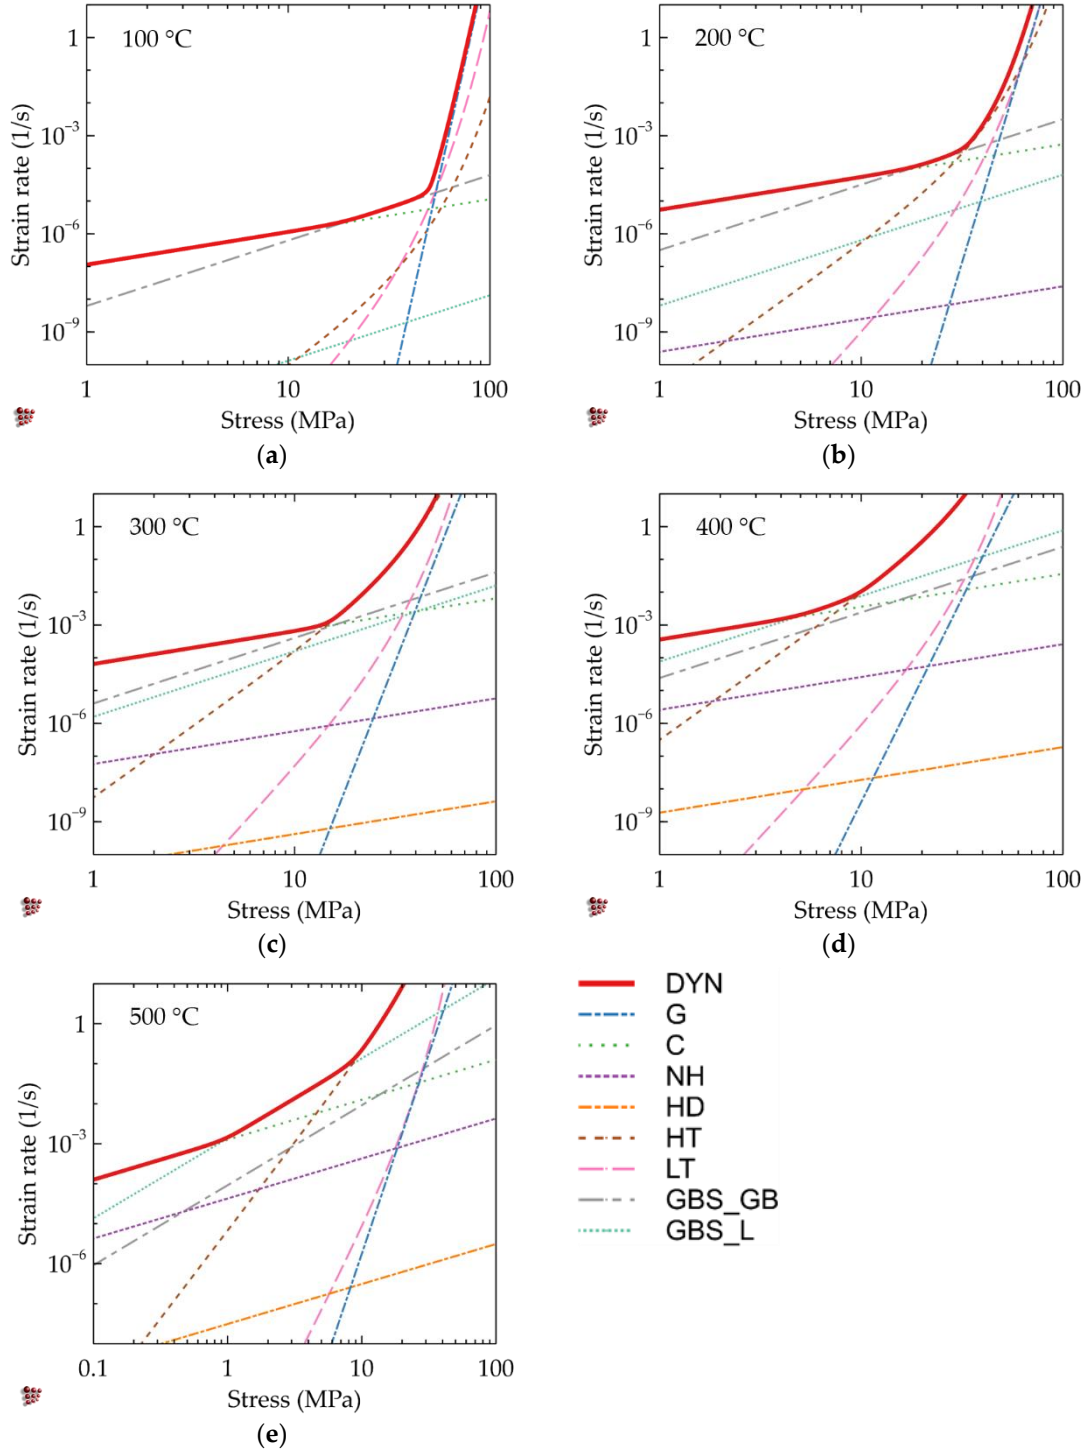 100 °C
1
10⁻³
10⁻⁶
10⁻⁹
Strain rate (1/s)
1
10
100
Stress (MPa)
(a)
200 °C
1
10⁻³
10⁻⁶
10⁻⁹
Strain rate (1/s)
1
10
100
Stress (MPa)
(b)
300 °C
1
10⁻³
10⁻⁶
10⁻⁹
Strain rate (1/s)
1
10
100
Stress (MPa)
(c)
400 °C
1
10⁻³
10⁻⁶
10⁻⁹
Strain rate (1/s)
1
10
100
Stress (MPa)
(d)
500 °C
1
10⁻³
10⁻⁶
Strain rate (1/s)
0.1
1
10
100
Stress (MPa)
(e)
DYN
G
C
NH
HD
HT
LT
GBS_GB
GBS_L